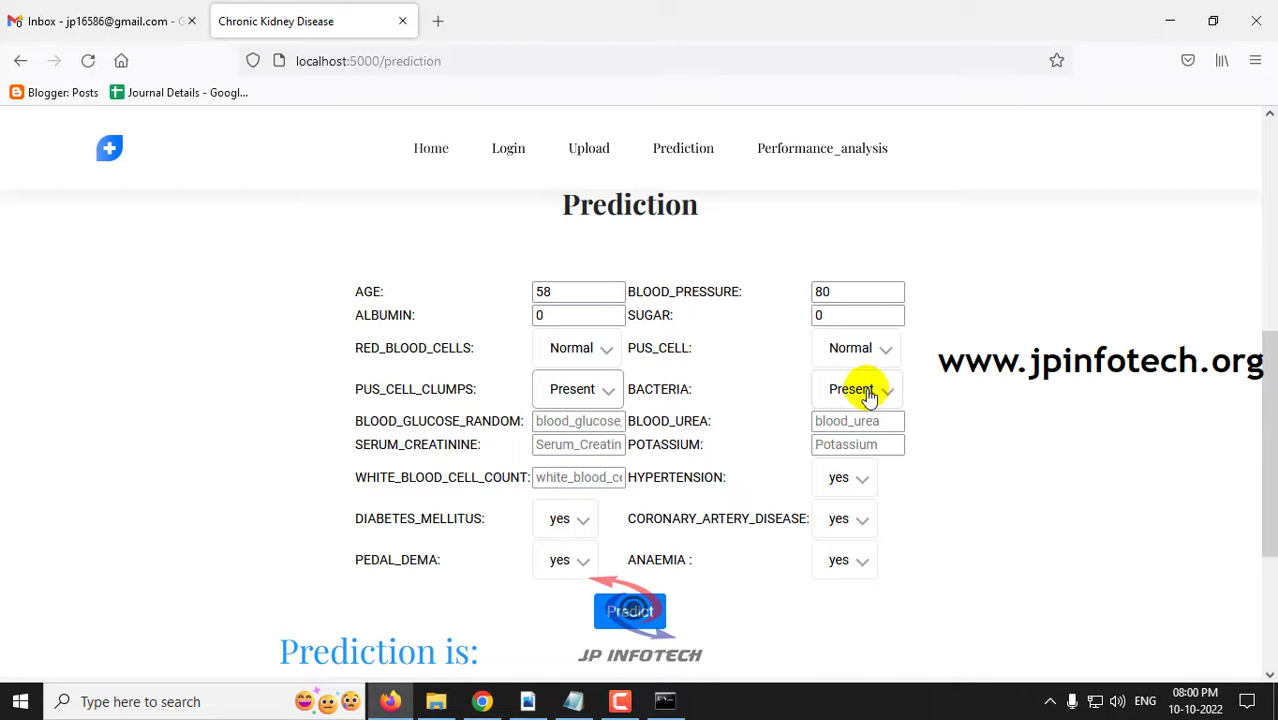 Inbox - jp16586@gmail.com - G
Chronic Kidney Disease
localhost:5000/prediction
Blogger: Posts
Journal Details - Googl...
Home
Login
Upload
Prediction
Performance_analysis
Prediction
AGE: 58 BLOOD_PRESSURE: 80
ALBUMIN: 0 SUGAR: 0
RED_BLOOD_CELLS: Normal PUS_CELL: Normal
www.jpinfotech.org
PUS_CELL_CLUMPS: Present BACTERIA: Present
BLOOD_GLUCOSE_RANDOM: blood_glucose_ BLOOD_UREA: blood_urea
SERUM_CREATININE: Serum_Creatin POTASSIUM: Potassium
WHITE_BLOOD_CELL_COUNT: white_blood_ce HYPERTENSION: yes
DIABETES_MELLITUS: yes CORONARY_ARTERY_DISEASE: yes
PEDAL_DEMA: yes ANAEMIA : yes
Predict
Prediction is:
JP INFOTECH
Type here to search
ENG
08:00 PM
10-10-2022